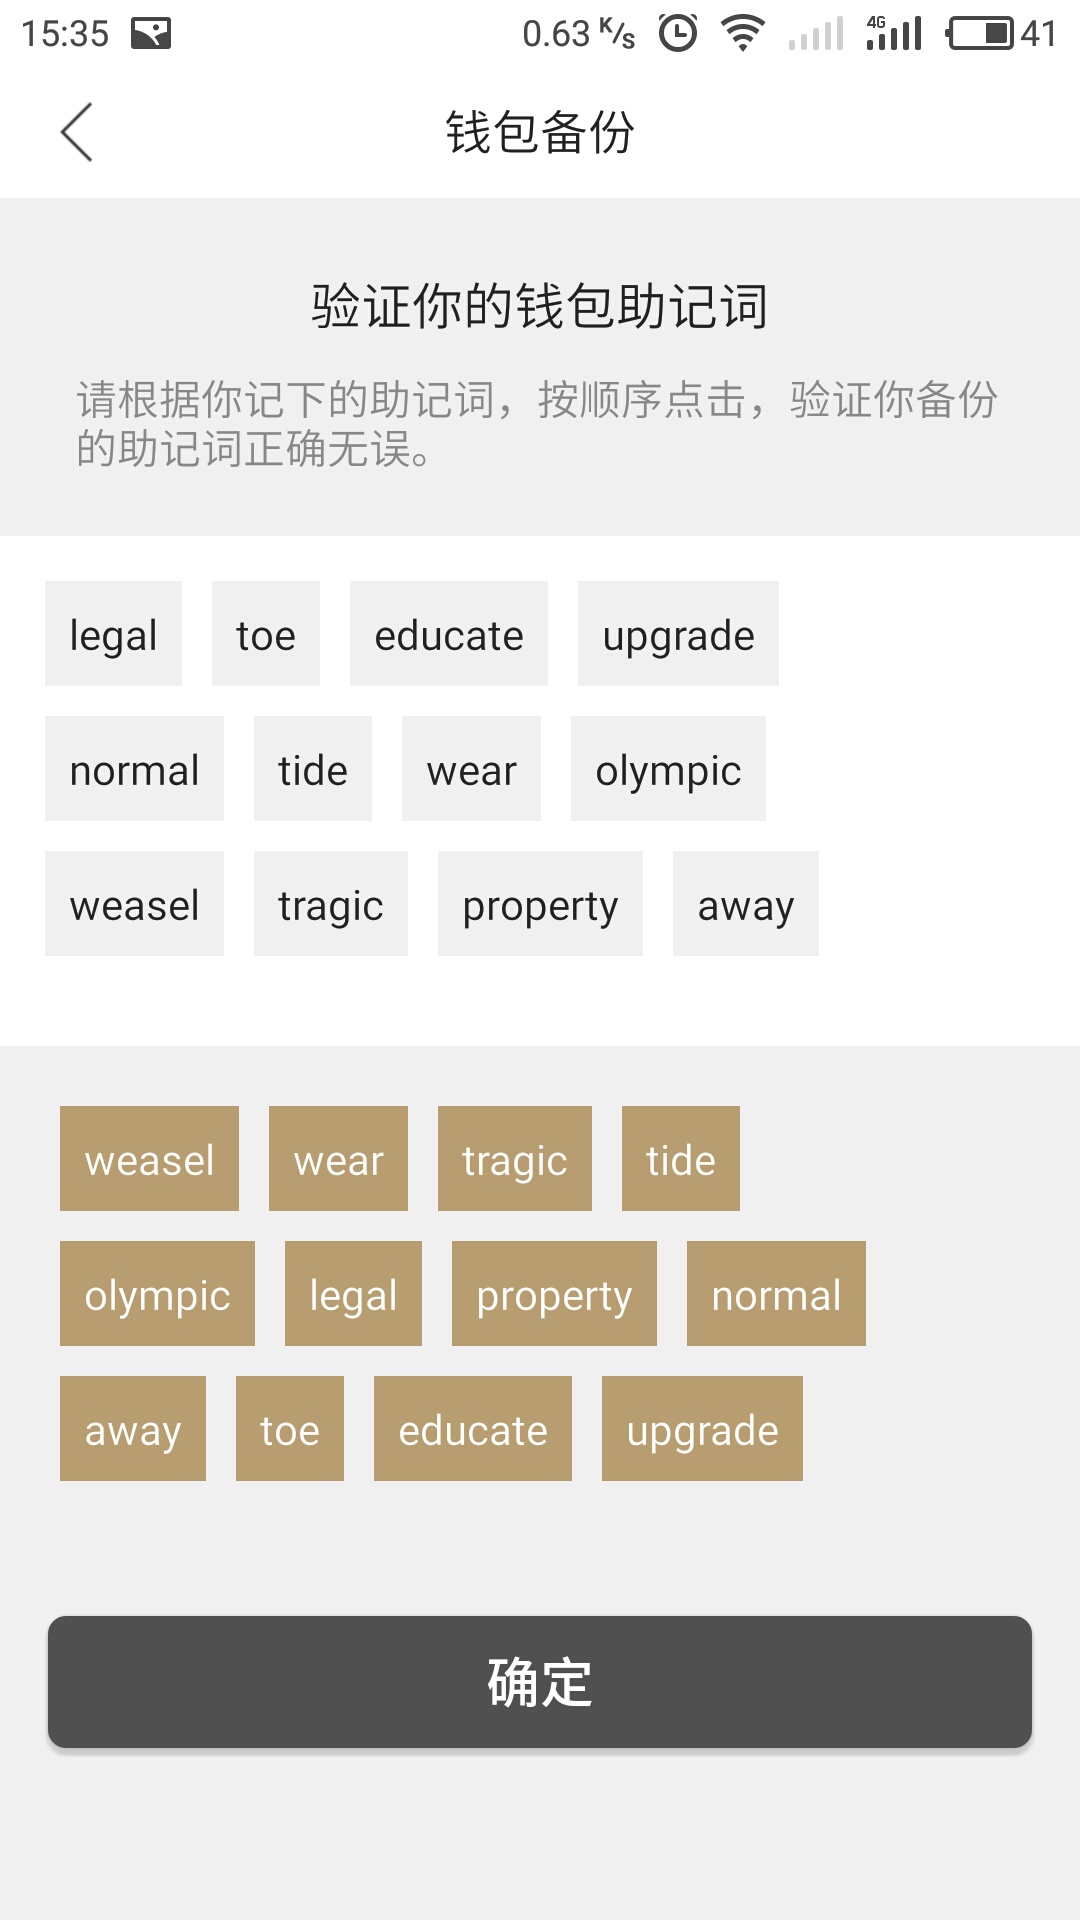 15:35 0.63 K/s 4G 41
钱包备份
验证你的钱包助记词
请根据你记下的助记词，按顺序点击，验证你备份
的助记词正确无误。
legal toe educate upgrade
normal tide wear olympic
weasel tragic property away
weasel wear tragic tide
olympic legal property normal
away toe educate upgrade
确定